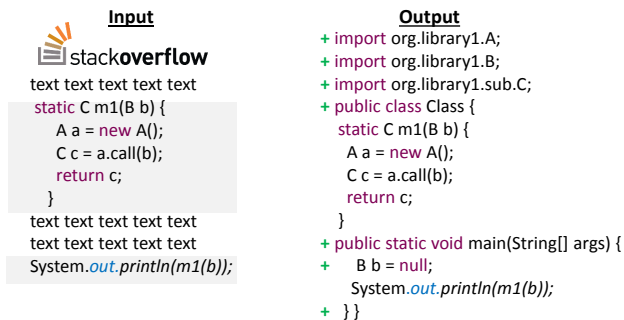 Input
stackoverflow
text text text text text
static C m1(B b) {
A a = new A();
C c = a.call(b);
return c;
}
text text text text text
text text text text text
System.out.println(m1(b));
Output
+ import org.library1.A;
+ import org.library1.B;
+ import org.library1.sub.C;
+ public class Class {
static C m1(B b) {
A a = new A();
C c = a.call(b);
return c;
}
+ public static void main(String[] args) {
+ B b = null;
System.out.println(m1(b));
+ } }